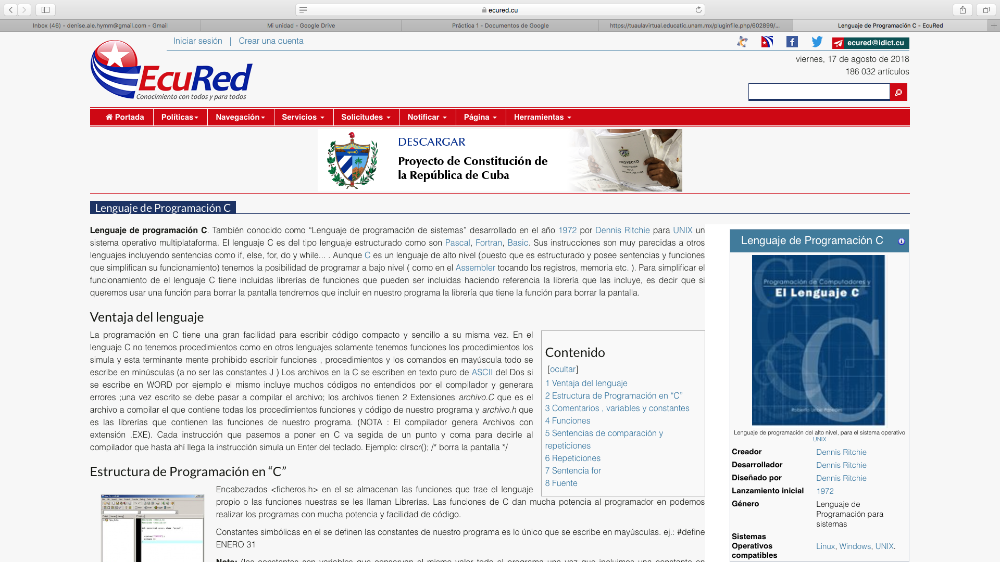 ecured.cu
Inbox (46) - denise.ale.hymm@gmail.com - Gmail
Mi unidad - Google Drive
Práctica 1 - Documentos de Google
https://tuaulavirtual.educatic.unam.mx/pluginfile.php/602899/...
Lenguaje de Programación C - EcuRed
Iniciar sesión | Crear una cuenta
ecured@idict.cu
EcuRed
Conocimiento con todos y para todos
viernes, 17 de agosto de 2018
186 032 artículos
Portada Políticas Navegación Servicios Solicitudes Notificar Página Herramientas
DESCARGAR
Proyecto de Constitución de
la República de Cuba
PROYECTO
Lenguaje de Programación C
Lenguaje de programación C. También conocido como “Lenguaje de programación de sistemas” desarrollado en el año 1972 por Dennis Ritchie para UNIX un
sistema operativo multiplataforma. El lenguaje C es del tipo lenguaje estructurado como son Pascal, Fortran, Basic. Sus instrucciones son muy parecidas a otros
lenguajes incluyendo sentencias como if, else, for, do y while... . Aunque C es un lenguaje de alto nivel (puesto que es estructurado y posee sentencias y funciones
que simplifican su funcionamiento) tenemos la posibilidad de programar a bajo nivel ( como en el Assembler tocando los registros, memoria etc. ). Para simplificar el
funcionamiento de el lenguaje C tiene incluidas librerías de funciones que pueden ser incluidas haciendo referencia la librería que las incluye, es decir que si
queremos usar una función para borrar la pantalla tendremos que incluir en nuestro programa la librería que tiene la función para borrar la pantalla.
Ventaja del lenguaje
La programación en C tiene una gran facilidad para escribir código compacto y sencillo a su misma vez. En el
lenguaje C no tenemos procedimientos como en otros lenguajes solamente tenemos funciones los procedimientos los
simula y esta terminante mente prohibido escribir funciones , procedimientos y los comandos en mayúscula todo se
escribe en minúsculas (a no ser las constantes J ) Los archivos en la C se escriben en texto puro de ASCII del Dos si
se escribe en WORD por ejemplo el mismo incluye muchos códigos no entendidos por el compilador y generara
errores ;una vez escrito se debe pasar a compilar el archivo; los archivos tienen 2 Extensiones archivo.C que es el
archivo a compilar el que contiene todas los procedimientos funciones y código de nuestro programa y archivo.h que
es las librerías que contienen las funciones de nuestro programa. (NOTA : El compilador genera Archivos con
extensión .EXE). Cada instrucción que pasemos a poner en C va segida de un punto y coma para decirle al
compilador que hasta ahí llega la instrucción simula un Enter del teclado. Ejemplo: clrscr(); /* borra la pantalla */
Contenido
[ocultar]
1 Ventaja del lenguaje
2 Estructura de Programación en “C”
3 Comentarios , variables y constantes
4 Funciones
5 Sentencias de comparación y
repeticiones
6 Repeticiones
7 Sentencia for
8 Fuente
Estructura de Programación en “C”
Encabezados <ficheros.h> en el se almacenan las funciones que trae el lenguaje
propio o las funciones nuestras se les llaman Librerías. Las funciones de C dan mucha potencia al programador en podemos
realizar los programas con mucha potencia y facilidad de código.
Constantes simbólicas en el se definen las constantes de nuestro programa es lo único que se escribe en mayúsculas. ej.: #define
ENERO 31
Nota: (las constantes son variables que conservan el mismo valor todo el programa una vez que incluimos una constante en
Lenguaje de Programación C
Programación de Computadores y
El Lenguaje C
Lenguaje de programación del alto nivel, para el sistema operativo
UNIX
Creador Dennis Ritchie
Desarrollador Dennis Ritchie
Diseñado por Dennis Ritchie
Lanzamiento inicial 1972
Género Lenguaje de
Programación para
sistemas
Sistemas
Operativos Linux, Windows, UNIX.
compatibles